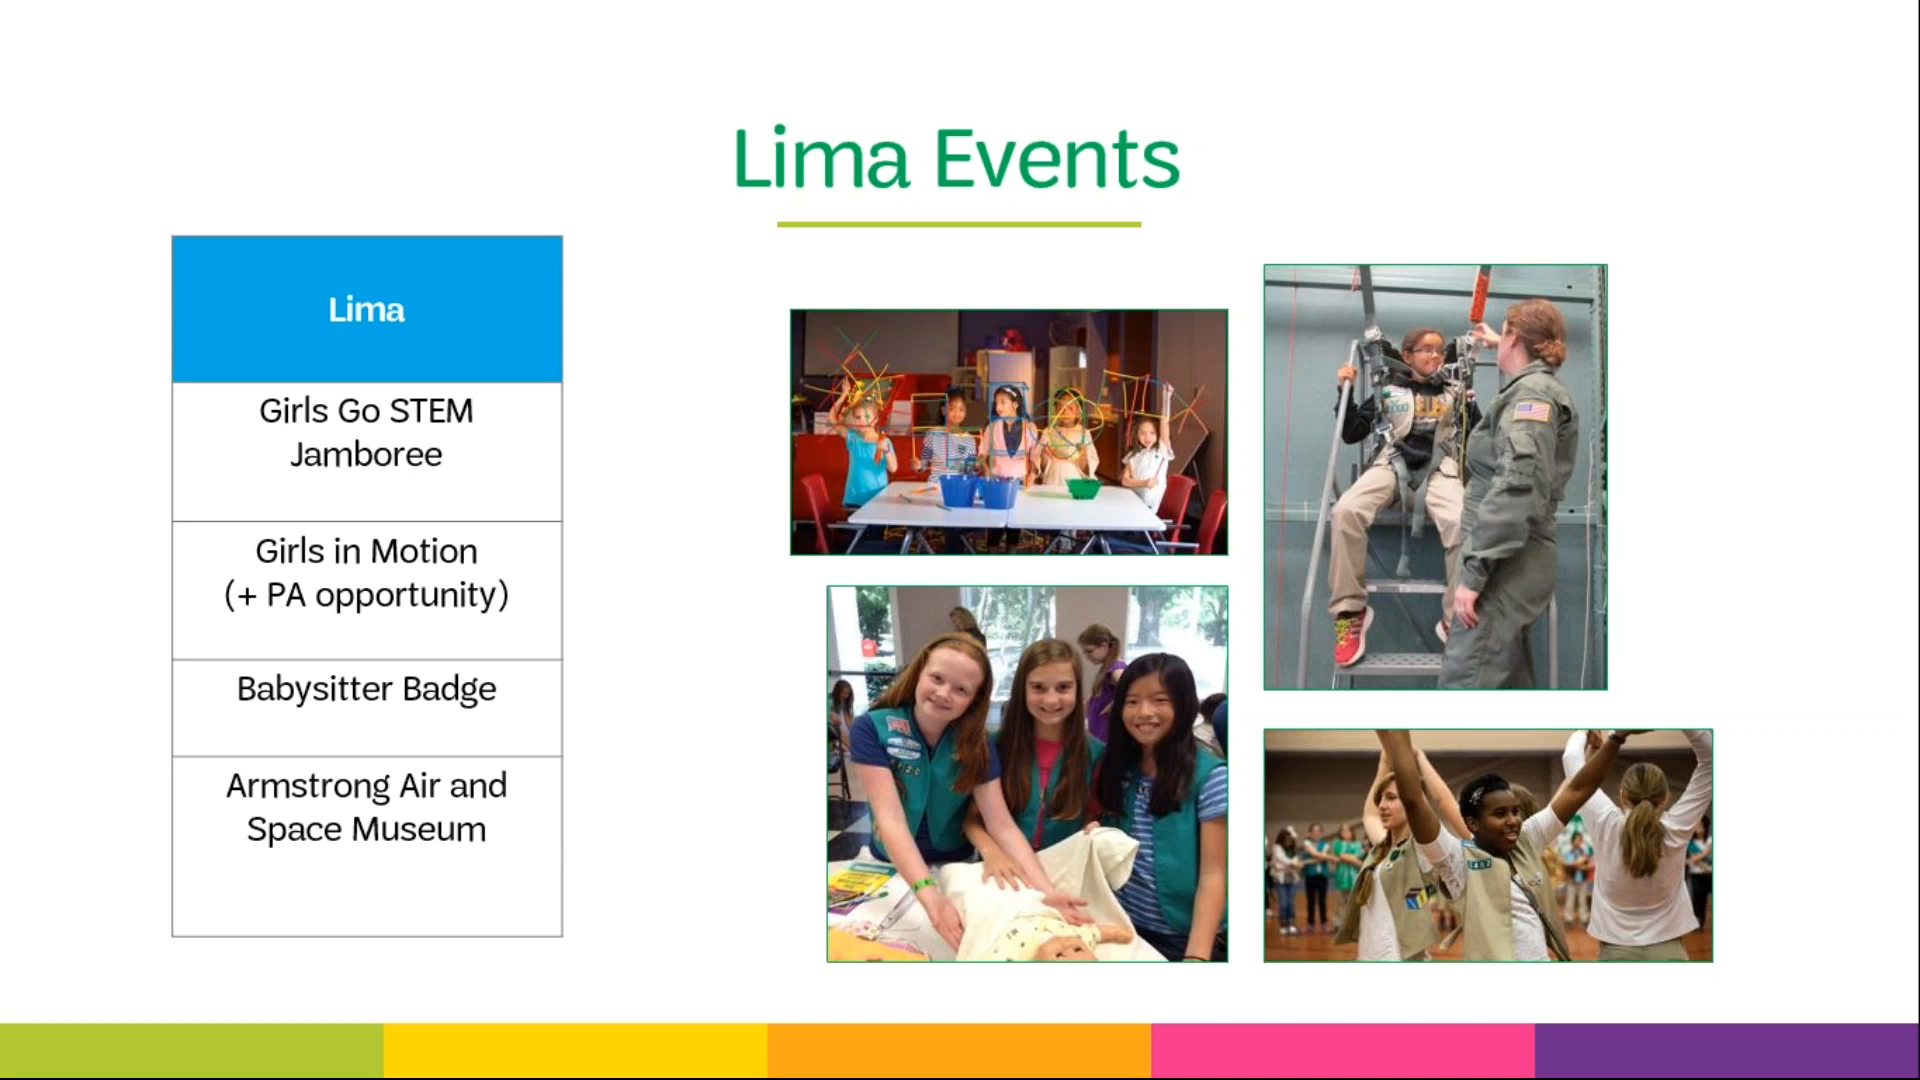 Lima Events
Lima
Girls Go STEM
Jamboree
Girls in Motion
(+ PA opportunity)
Babysitter Badge
Armstrong Air and
Space Museum